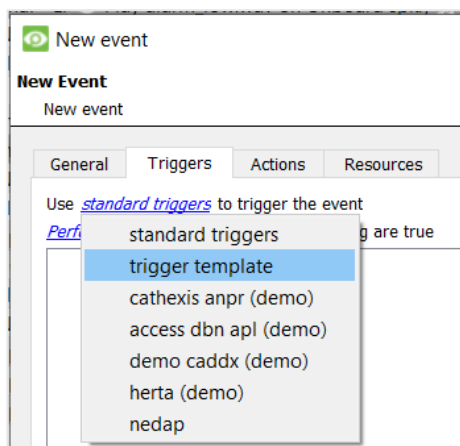 New event
New Event
New event
General Triggers Actions Resources
Use standard triggers to trigger the event
g are true
standard triggers
trigger template
cathexis anpr (demo)
access dbn apl (demo)
demo caddx (demo)
herta (demo)
nedap